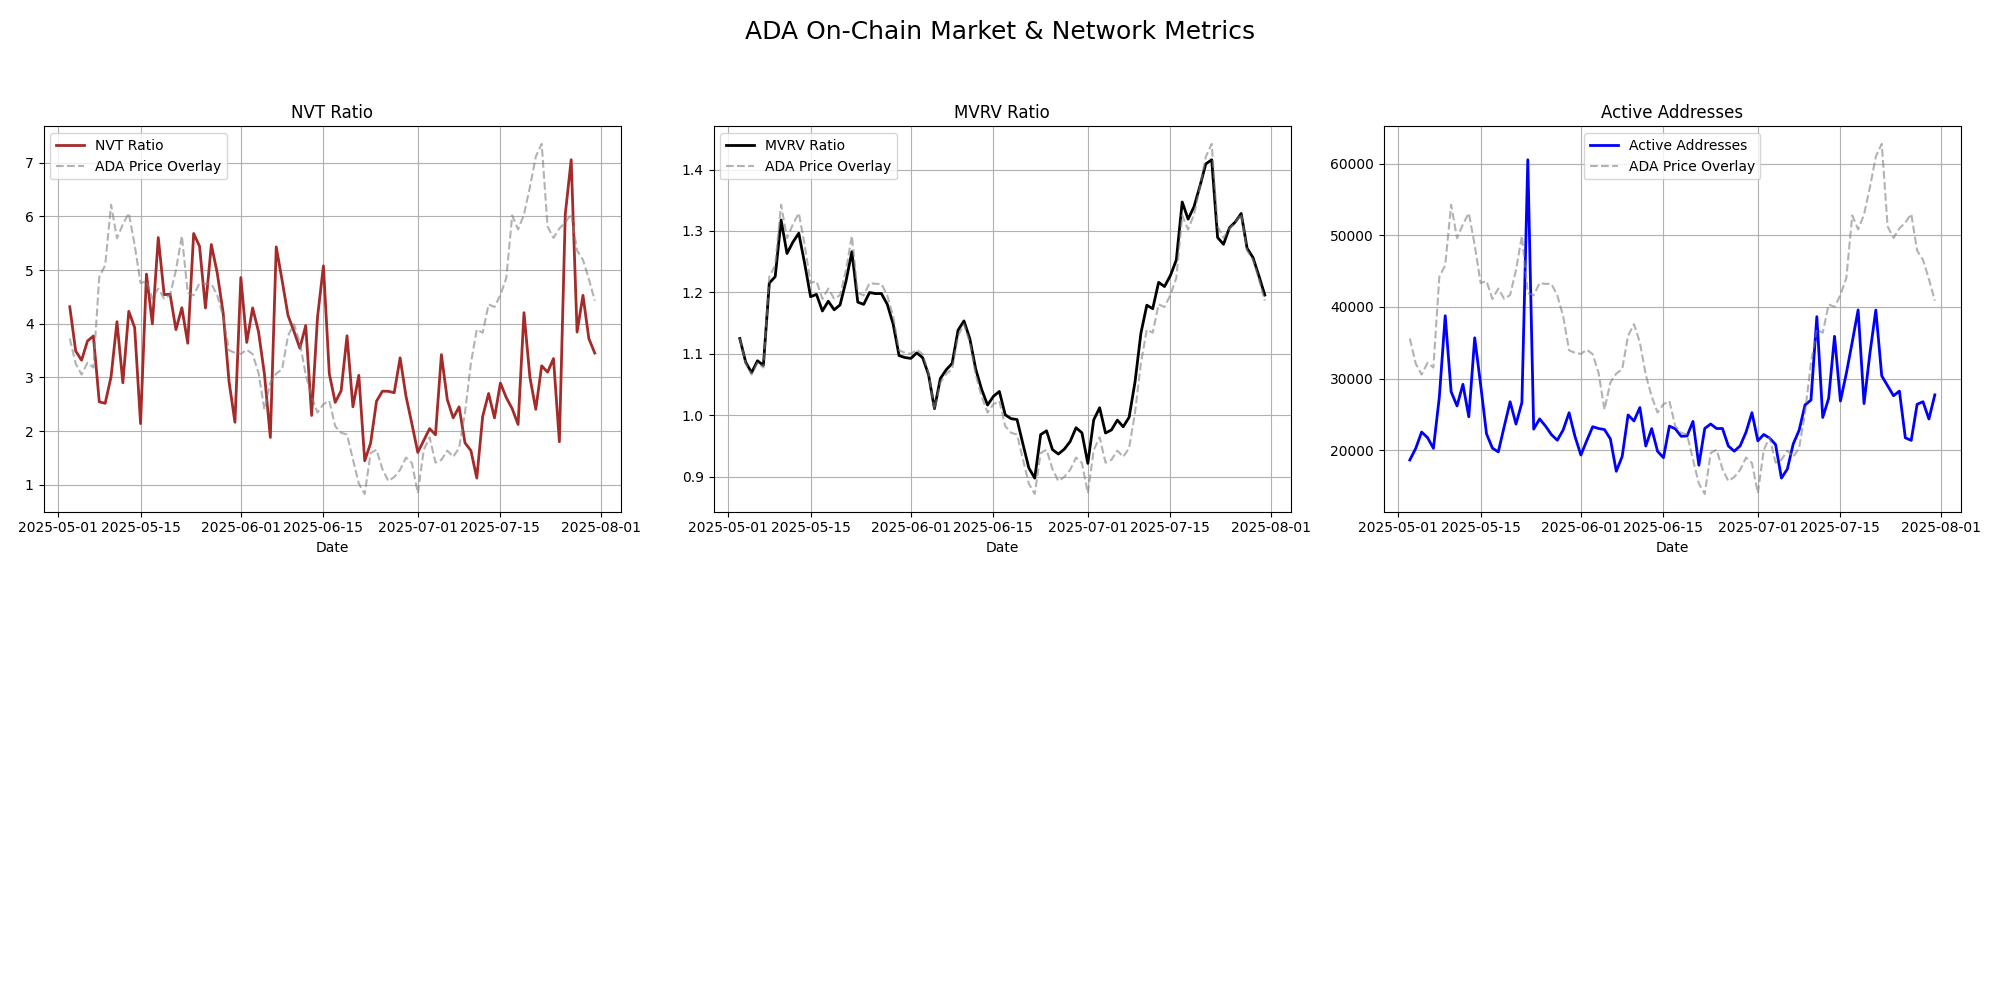 ADA On-Chain Market & Network Metrics
NVT Ratio
NVT Ratio
ADA Price Overlay
7
6
5
4
3
2
1
2025-05-01 2025-05-15 2025-06-01 2025-06-15 2025-07-01 2025-07-15 2025-08-01
Date
MVRV Ratio
MVRV Ratio
ADA Price Overlay
1.4
1.3
1.2
1.1
1.0
0.9
2025-05-01 2025-05-15 2025-06-01 2025-06-15 2025-07-01 2025-07-15 2025-08-01
Date
Active Addresses
Active Addresses
ADA Price Overlay
60000
50000
40000
30000
20000
2025-05-01 2025-05-15 2025-06-01 2025-06-15 2025-07-01 2025-07-15 2025-08-01
Date